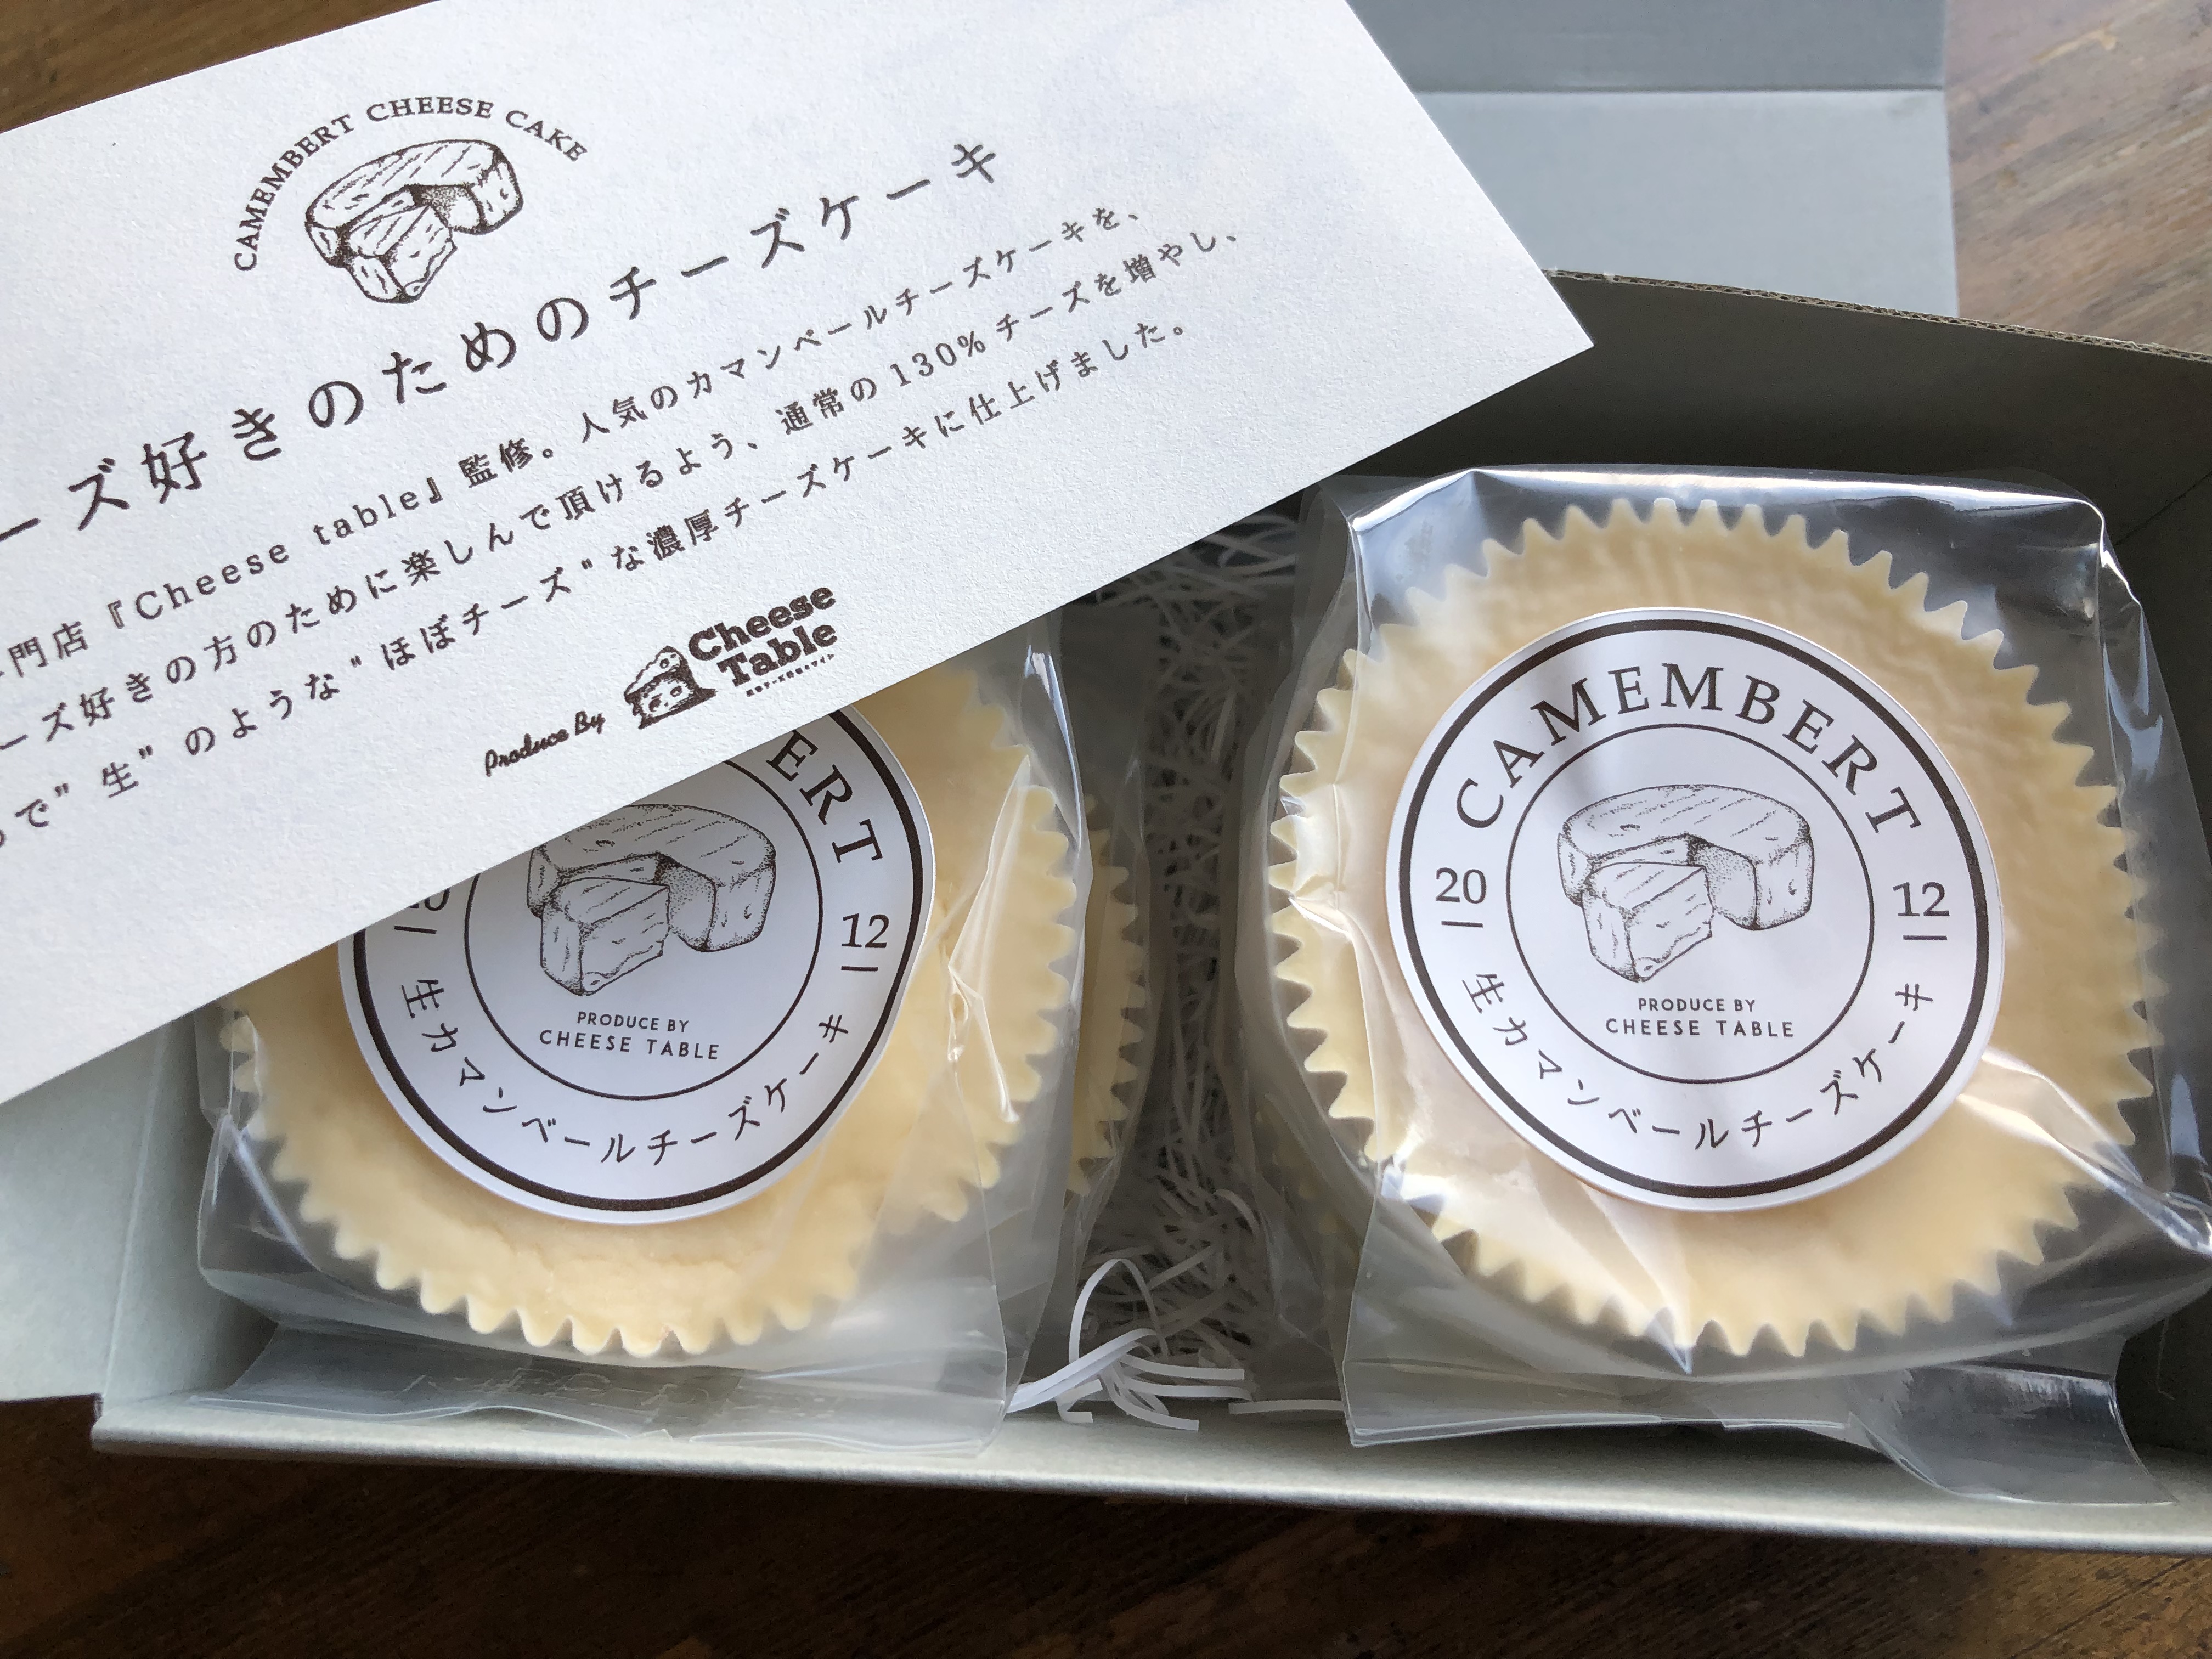 CAMEMBERT CHEESE CAKE
ーズ好きのためのチーズケーキ
門店『Cheese table』監修。人気のカマンベールチーズケーキを、
ーズ好きの方のために楽しんで頂けるよう、通常の130%チーズを増やし、
で"生"のような"ほぼチーズ"な濃厚チーズケーキに仕上げました。
Produce By
Cheese
Table
ERT
12
PRODUCE BY
CHEESE TABLE
生カマンベールチーズケーキ
CAMEMBERT
20
12
PRODUCE BY
CHEESE TABLE
生カマンベールチーズケーキ